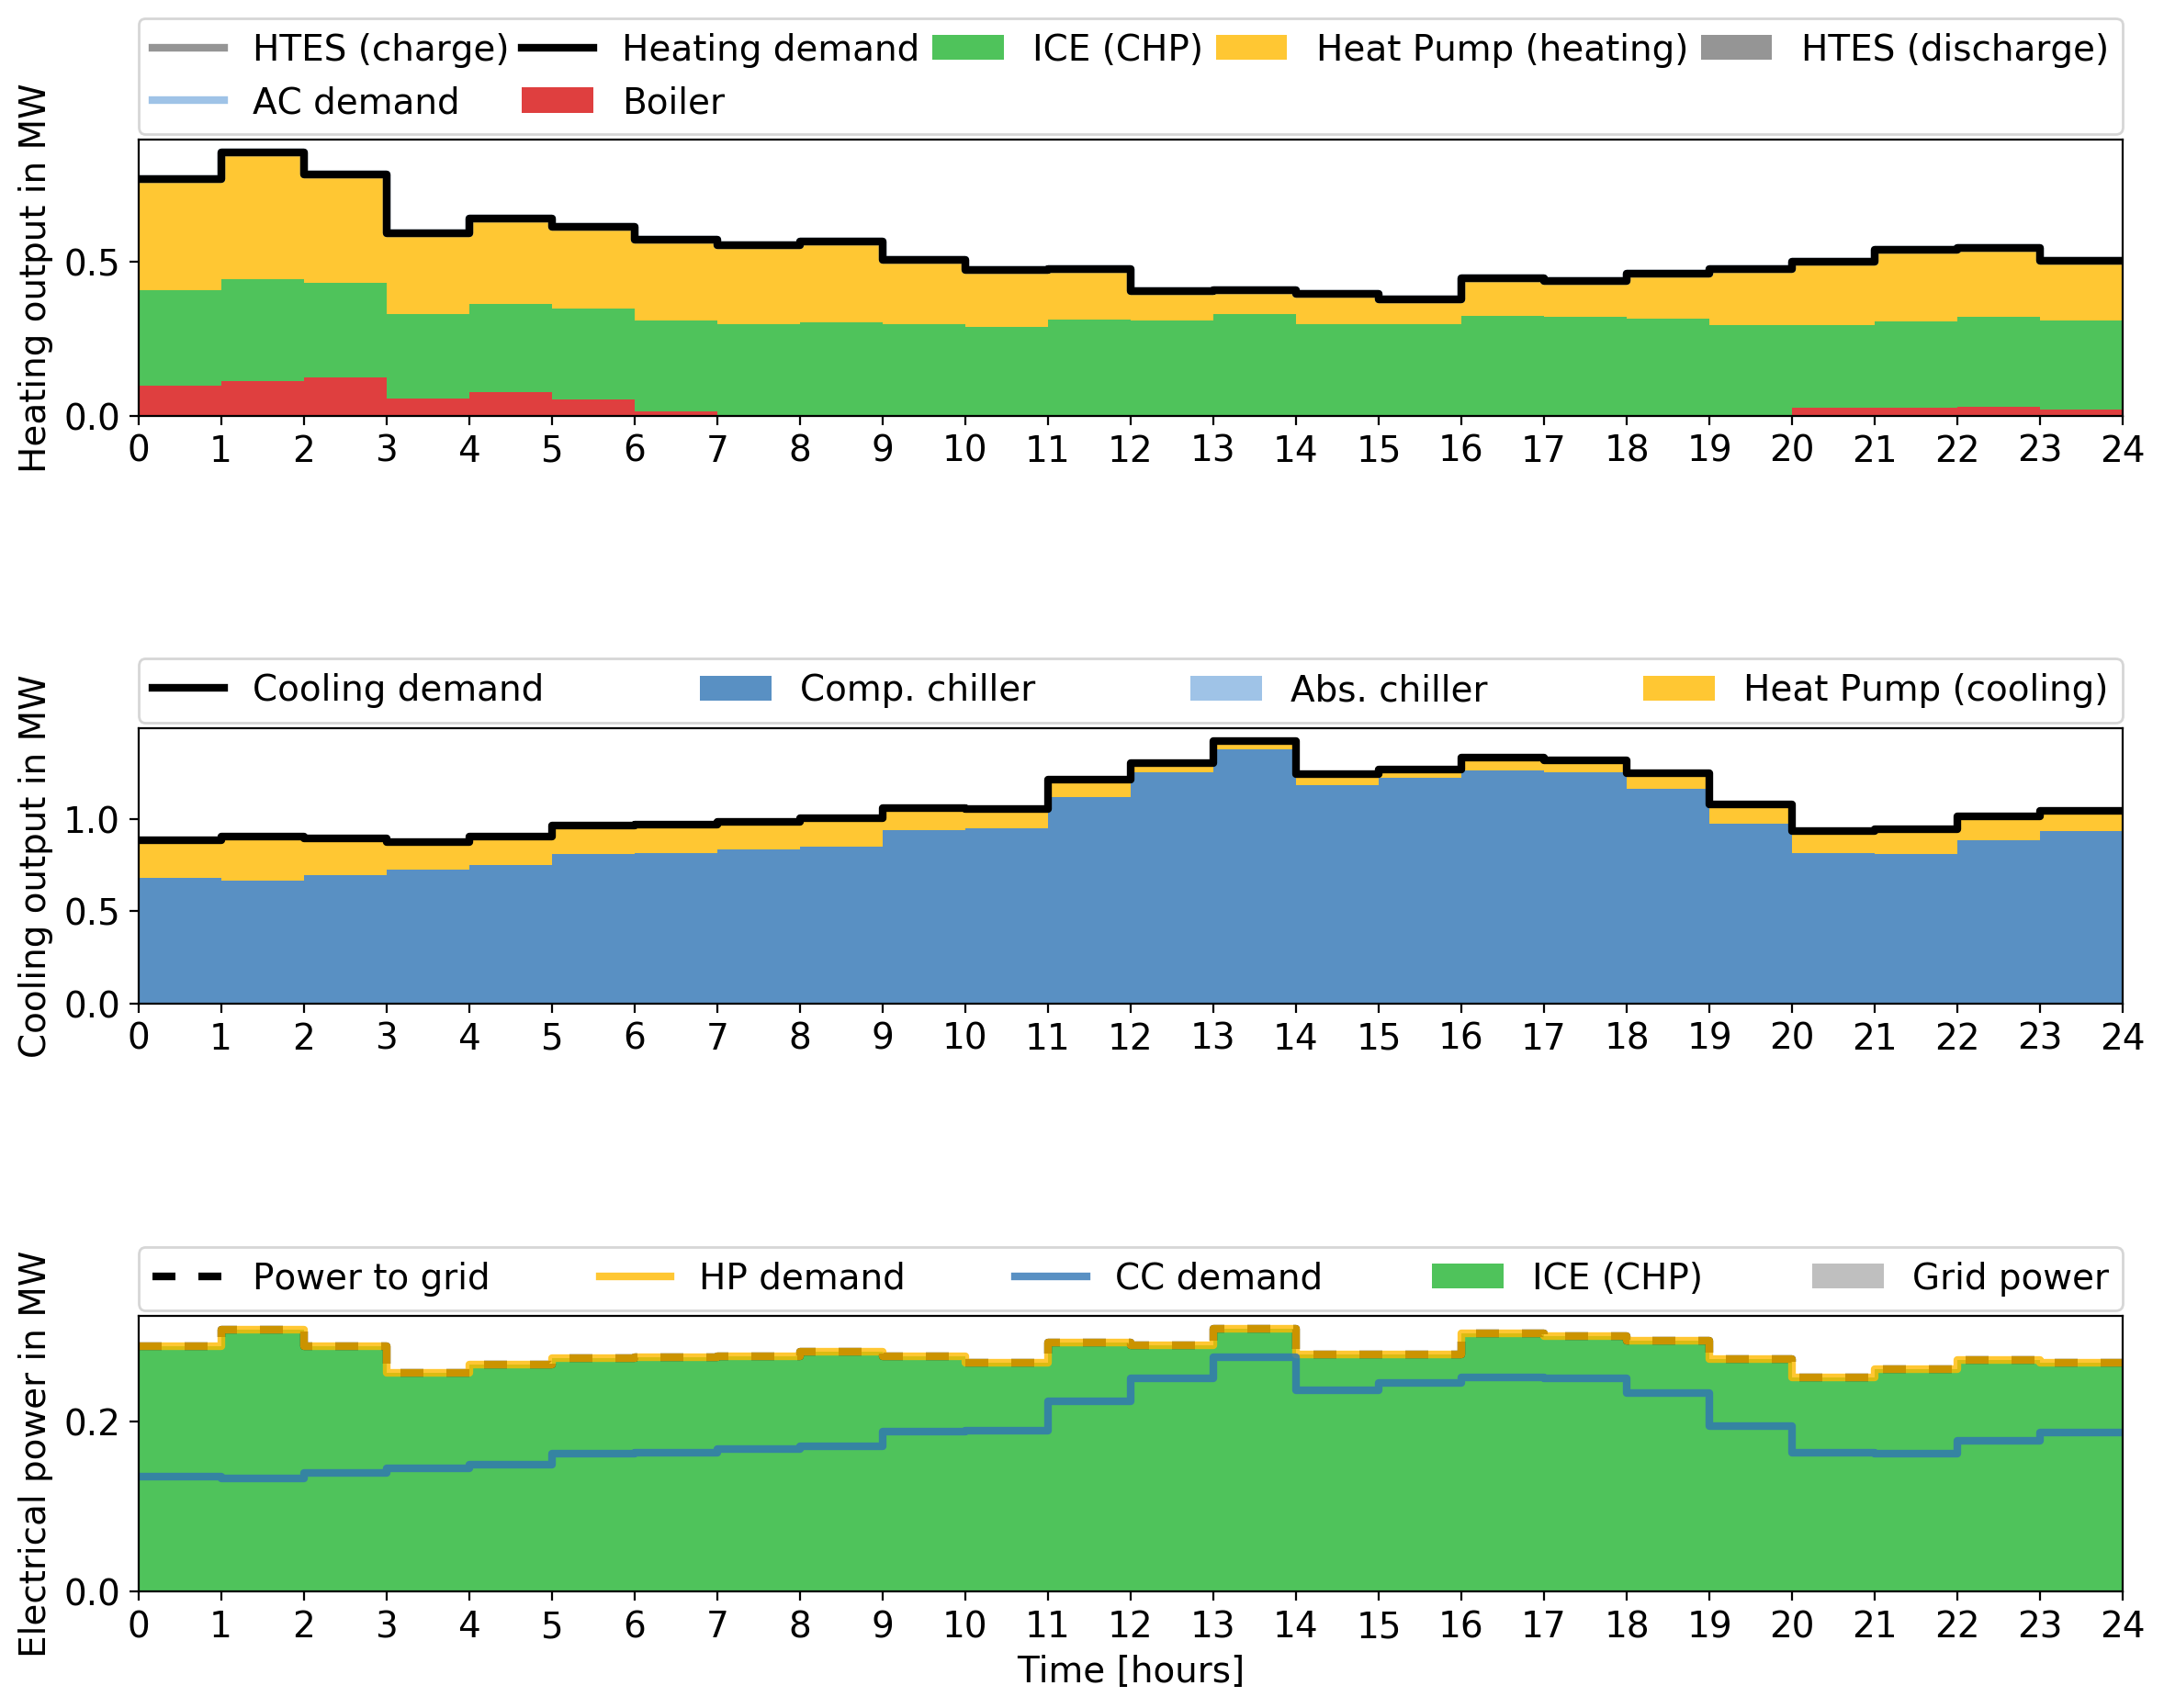 HTES (charge) Heating demand ICE (CHP) Heat Pump (heating) HTES (discharge)
AC demand Boiler
Heating output in MW
0.5
0.0
0 1 2 3 4 5 6 7 8 9 10 11 12 13 14 15 16 17 18 19 20 21 22 23 24
Cooling demand Comp. chiller Abs. chiller Heat Pump (cooling)
Cooling output in MW
1.0
0.5
0.0
0 1 2 3 4 5 6 7 8 9 10 11 12 13 14 15 16 17 18 19 20 21 22 23 24
Power to grid HP demand CC demand ICE (CHP) Grid power
Electrical power in MW
0.2
0.0
0 1 2 3 4 5 6 7 8 9 10 11 12 13 14 15 16 17 18 19 20 21 22 23 24
Time [hours]